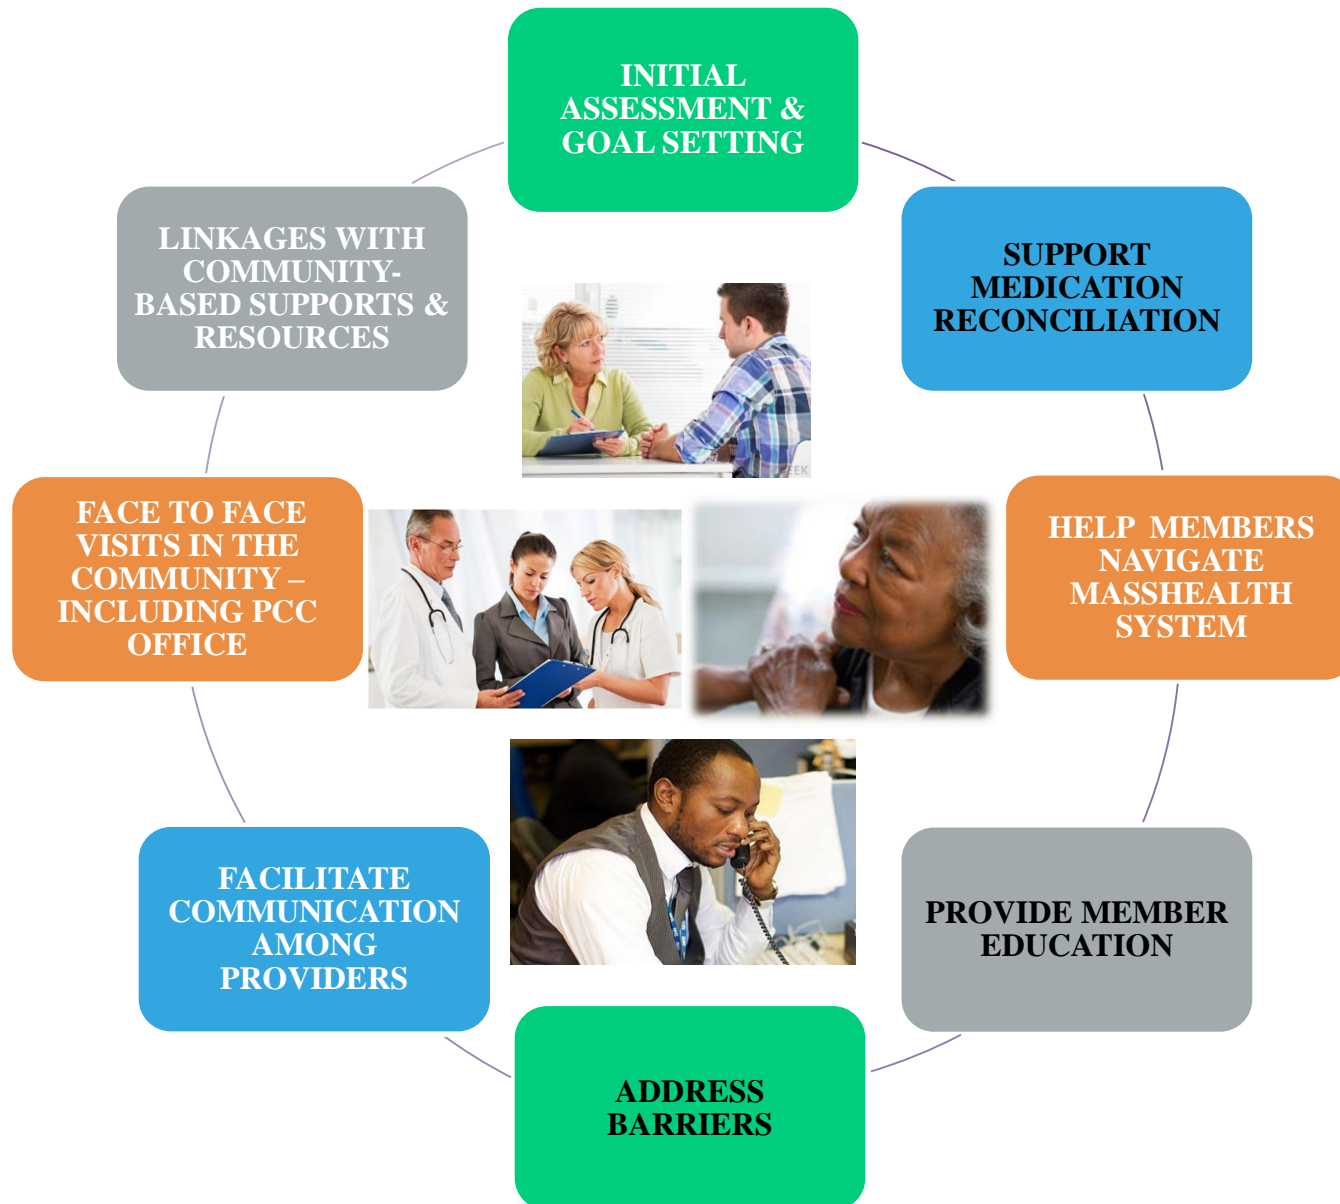 INITIAL
ASSESSMENT &
GOAL SETTING
SUPPORT
MEDICATION
RECONCILIATION
HELP MEMBERS
NAVIGATE
MASSHEALTH
SYSTEM
PROVIDE MEMBER
EDUCATION
ADDRESS
BARRIERS
FACILITATE
COMMUNICATION
AMONG
PROVIDERS
FACE TO FACE
VISITS IN THE
COMMUNITY –
INCLUDING PCC
OFFICE
LINKAGES WITH
COMMUNITY-
BASED SUPPORTS &
RESOURCES